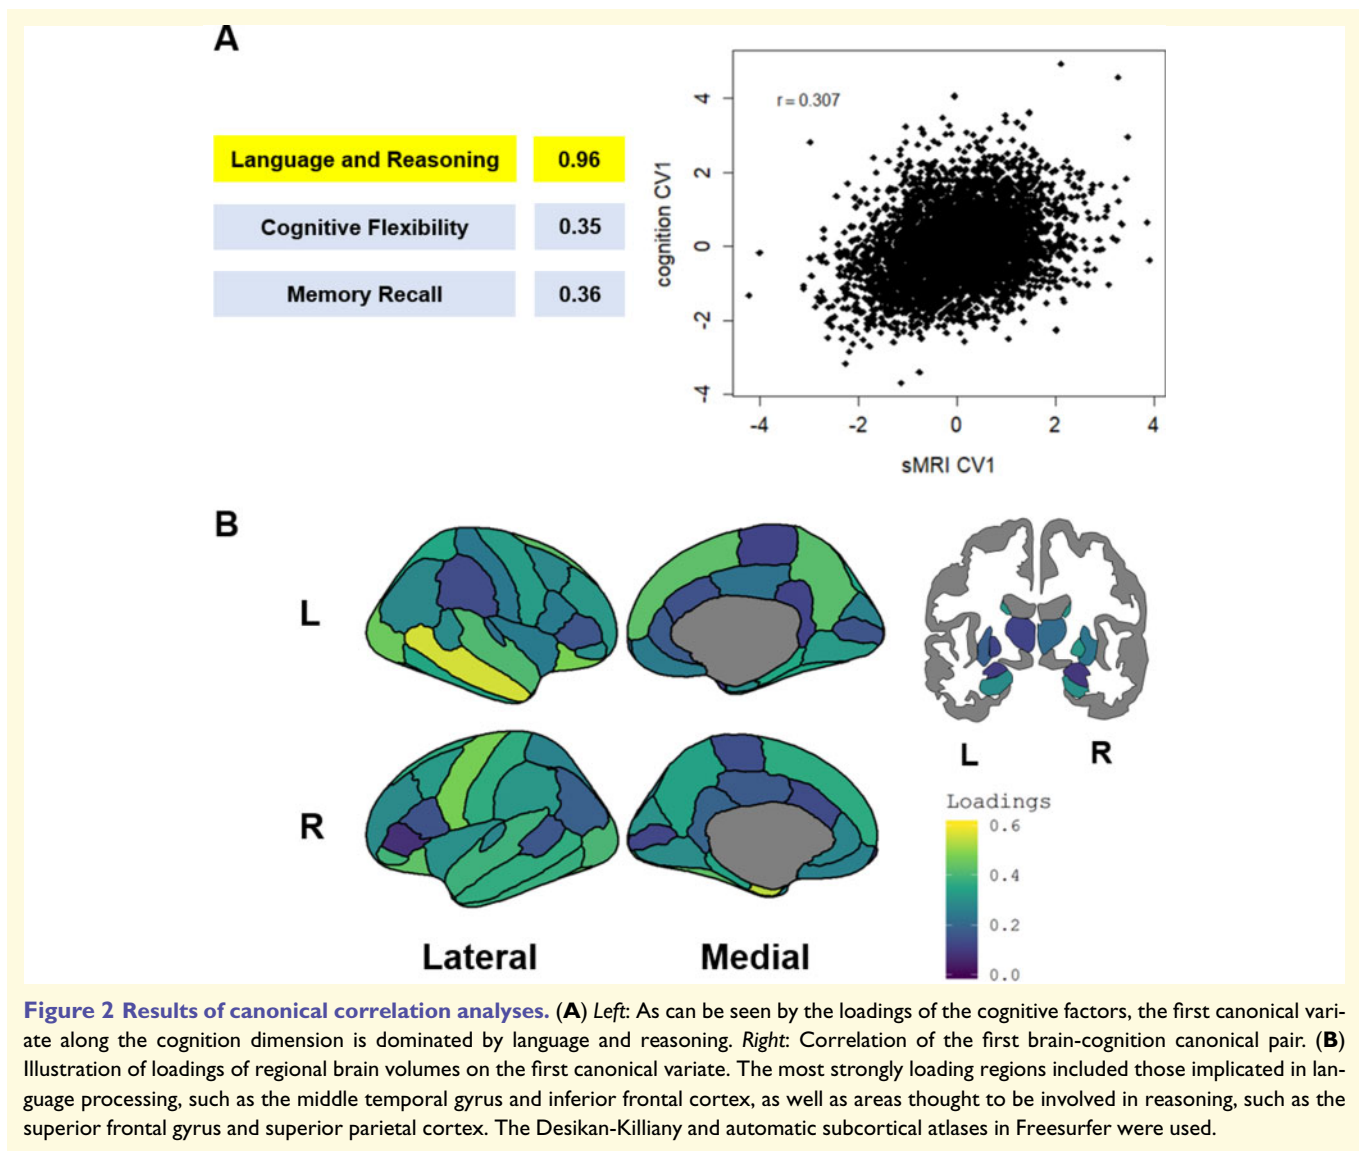 A
Language and Reasoning 0.96
Cognitive Flexibility 0.35
Memory Recall 0.36
r = 0.307
cognition CV1
4
2
0
-2
-4
-4 -2 0 2 4
sMRI CV1
B
L
R
Lateral Medial
L R
Loadings
0.6
0.4
0.2
0.0
Figure 2 Results of canonical correlation analyses. (A) Left: As can be seen by the loadings of the cognitive factors, the first canonical vari-
ate along the cognition dimension is dominated by language and reasoning. Right: Correlation of the first brain-cognition canonical pair. (B)
Illustration of loadings of regional brain volumes on the first canonical variate. The most strongly loading regions included those implicated in lan-
guage processing, such as the middle temporal gyrus and inferior frontal cortex, as well as areas thought to be involved in reasoning, such as the
superior frontal gyrus and superior parietal cortex. The Desikan-Killiany and automatic subcortical atlases in Freesurfer were used.